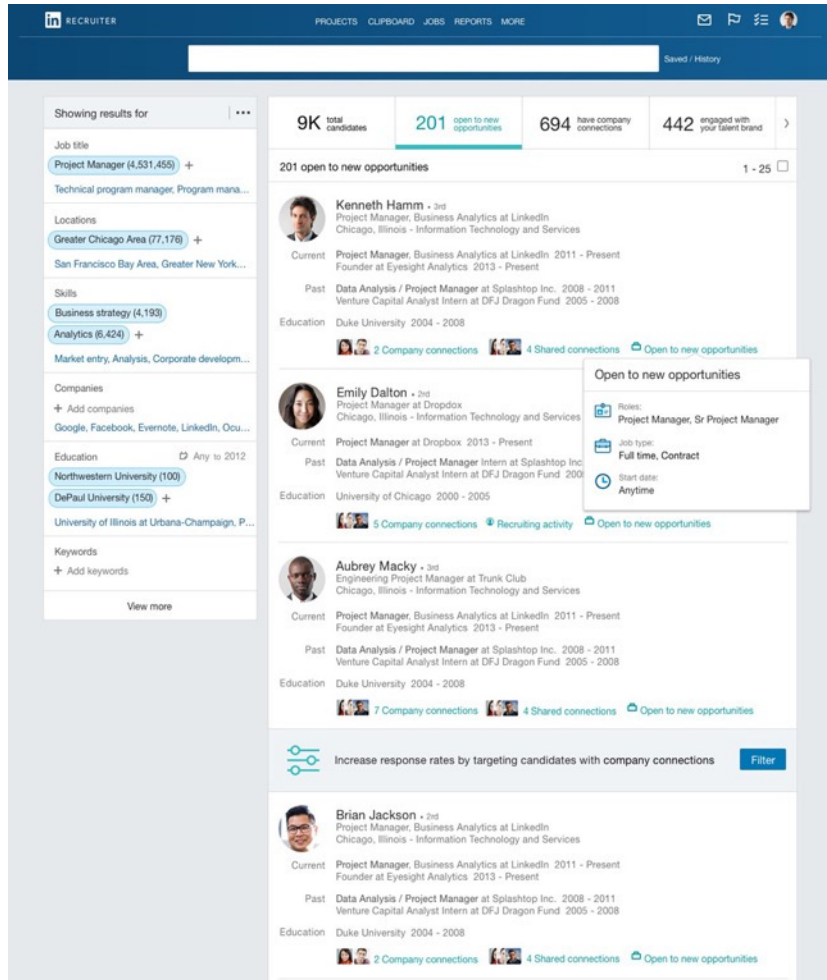 in RECRUITER
PROJECTS CLIPBOARD JOBS REPORTS MORE
Saved / History
Showing results for
Job title
Project Manager (4,531,455) +
Technical program manager, Program mana...
Locations
Greater Chicago Area (77,176) +
San Francisco Bay Area, Greater New York...
Skills
Business strategy (4,193)
Analytics (6,424) +
Market entry, Analysis, Corporate developm...
Companies
+ Add companies
Google, Facebook, Evernote, LinkedIn, Ocu...
Education Any to 2012
Northwestern University (100)
DePaul University (150) +
University of Illinois at Urbana-Champaign, P...
Keywords
+ Add keywords
View more
9K total candidates
201 open to new opportunities
694 have company connections
442 engaged with your talent brand
201 open to new opportunities 1 - 25
Kenneth Hamm • 3rd
Project Manager, Business Analytics at LinkedIn
Chicago, Illinois - Information Technology and Services
Current Project Manager, Business Analytics at LinkedIn 2011 - Present
Founder at Eyesight Analytics 2013 - Present
Past Data Analysis / Project Manager at Splashtop Inc. 2008 - 2011
Venture Capital Analyst Intern at DFJ Dragon Fund 2005 - 2008
Education Duke University 2004 - 2008
2 Company connections 4 Shared connections Open to new opportunities
Open to new opportunities
Roles:
Project Manager, Sr Project Manager
Job type:
Full time, Contract
Start date:
Anytime
Emily Dalton • 2nd
Project Manager at Dropdox
Chicago, Illinois - Information Technology and Services
Current Project Manager at Dropbox 2013 - Present
Past Data Analysis / Project Manager Intern at Splashtop Inc
Venture Capital Analyst Intern at DFJ Dragon Fund 200
Education University of Chicago 2000 - 2005
5 Company connections Recruiting activity Open to new opportunities
Aubrey Macky • 3rd
Engineering Project Manager at Trunk Club
Chicago, Illinois - Information Technology and Services
Current Project Manager, Business Analytics at LinkedIn 2011 - Present
Founder at Eyesight Analytics 2013 - Present
Past Data Analysis / Project Manager at Splashtop Inc. 2008 - 2011
Venture Capital Analyst Intern at DFJ Dragon Fund 2005 - 2008
Education Duke University 2004 - 2008
7 Company connections 4 Shared connections Open to new opportunities
Increase response rates by targeting candidates with company connections Filter
Brian Jackson • 2nd
Project Manager, Business Analytics at LinkedIn
Chicago, Illinois - Information Technology and Services
Current Project Manager, Business Analytics at LinkedIn 2011 - Present
Founder at Eyesight Analytics 2013 - Present
Past Data Analysis / Project Manager at Splashtop Inc. 2008 - 2011
Venture Capital Analyst Intern at DFJ Dragon Fund 2005 - 2008
Education Duke University 2004 - 2008
2 Company connections 4 Shared connections Open to new opportunities